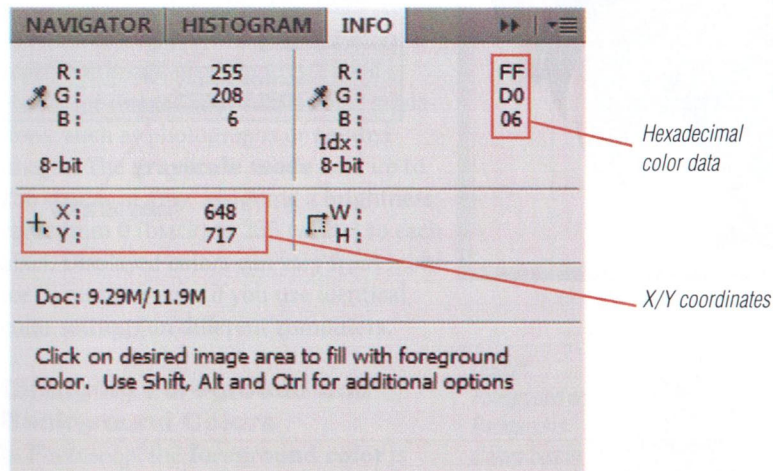 NAVIGATOR HISTOGRAM INFO
R: 255 R: FF
G: 208 G: D0
B: 6 B: 06
Idx:
8-bit 8-bit
Hexadecimal
color data
X: 648 W:
Y: 717 H:
X/Y coordinates
Doc: 9.29M/11.9M
Click on desired image area to fill with foreground
color. Use Shift, Alt and Ctrl for additional options